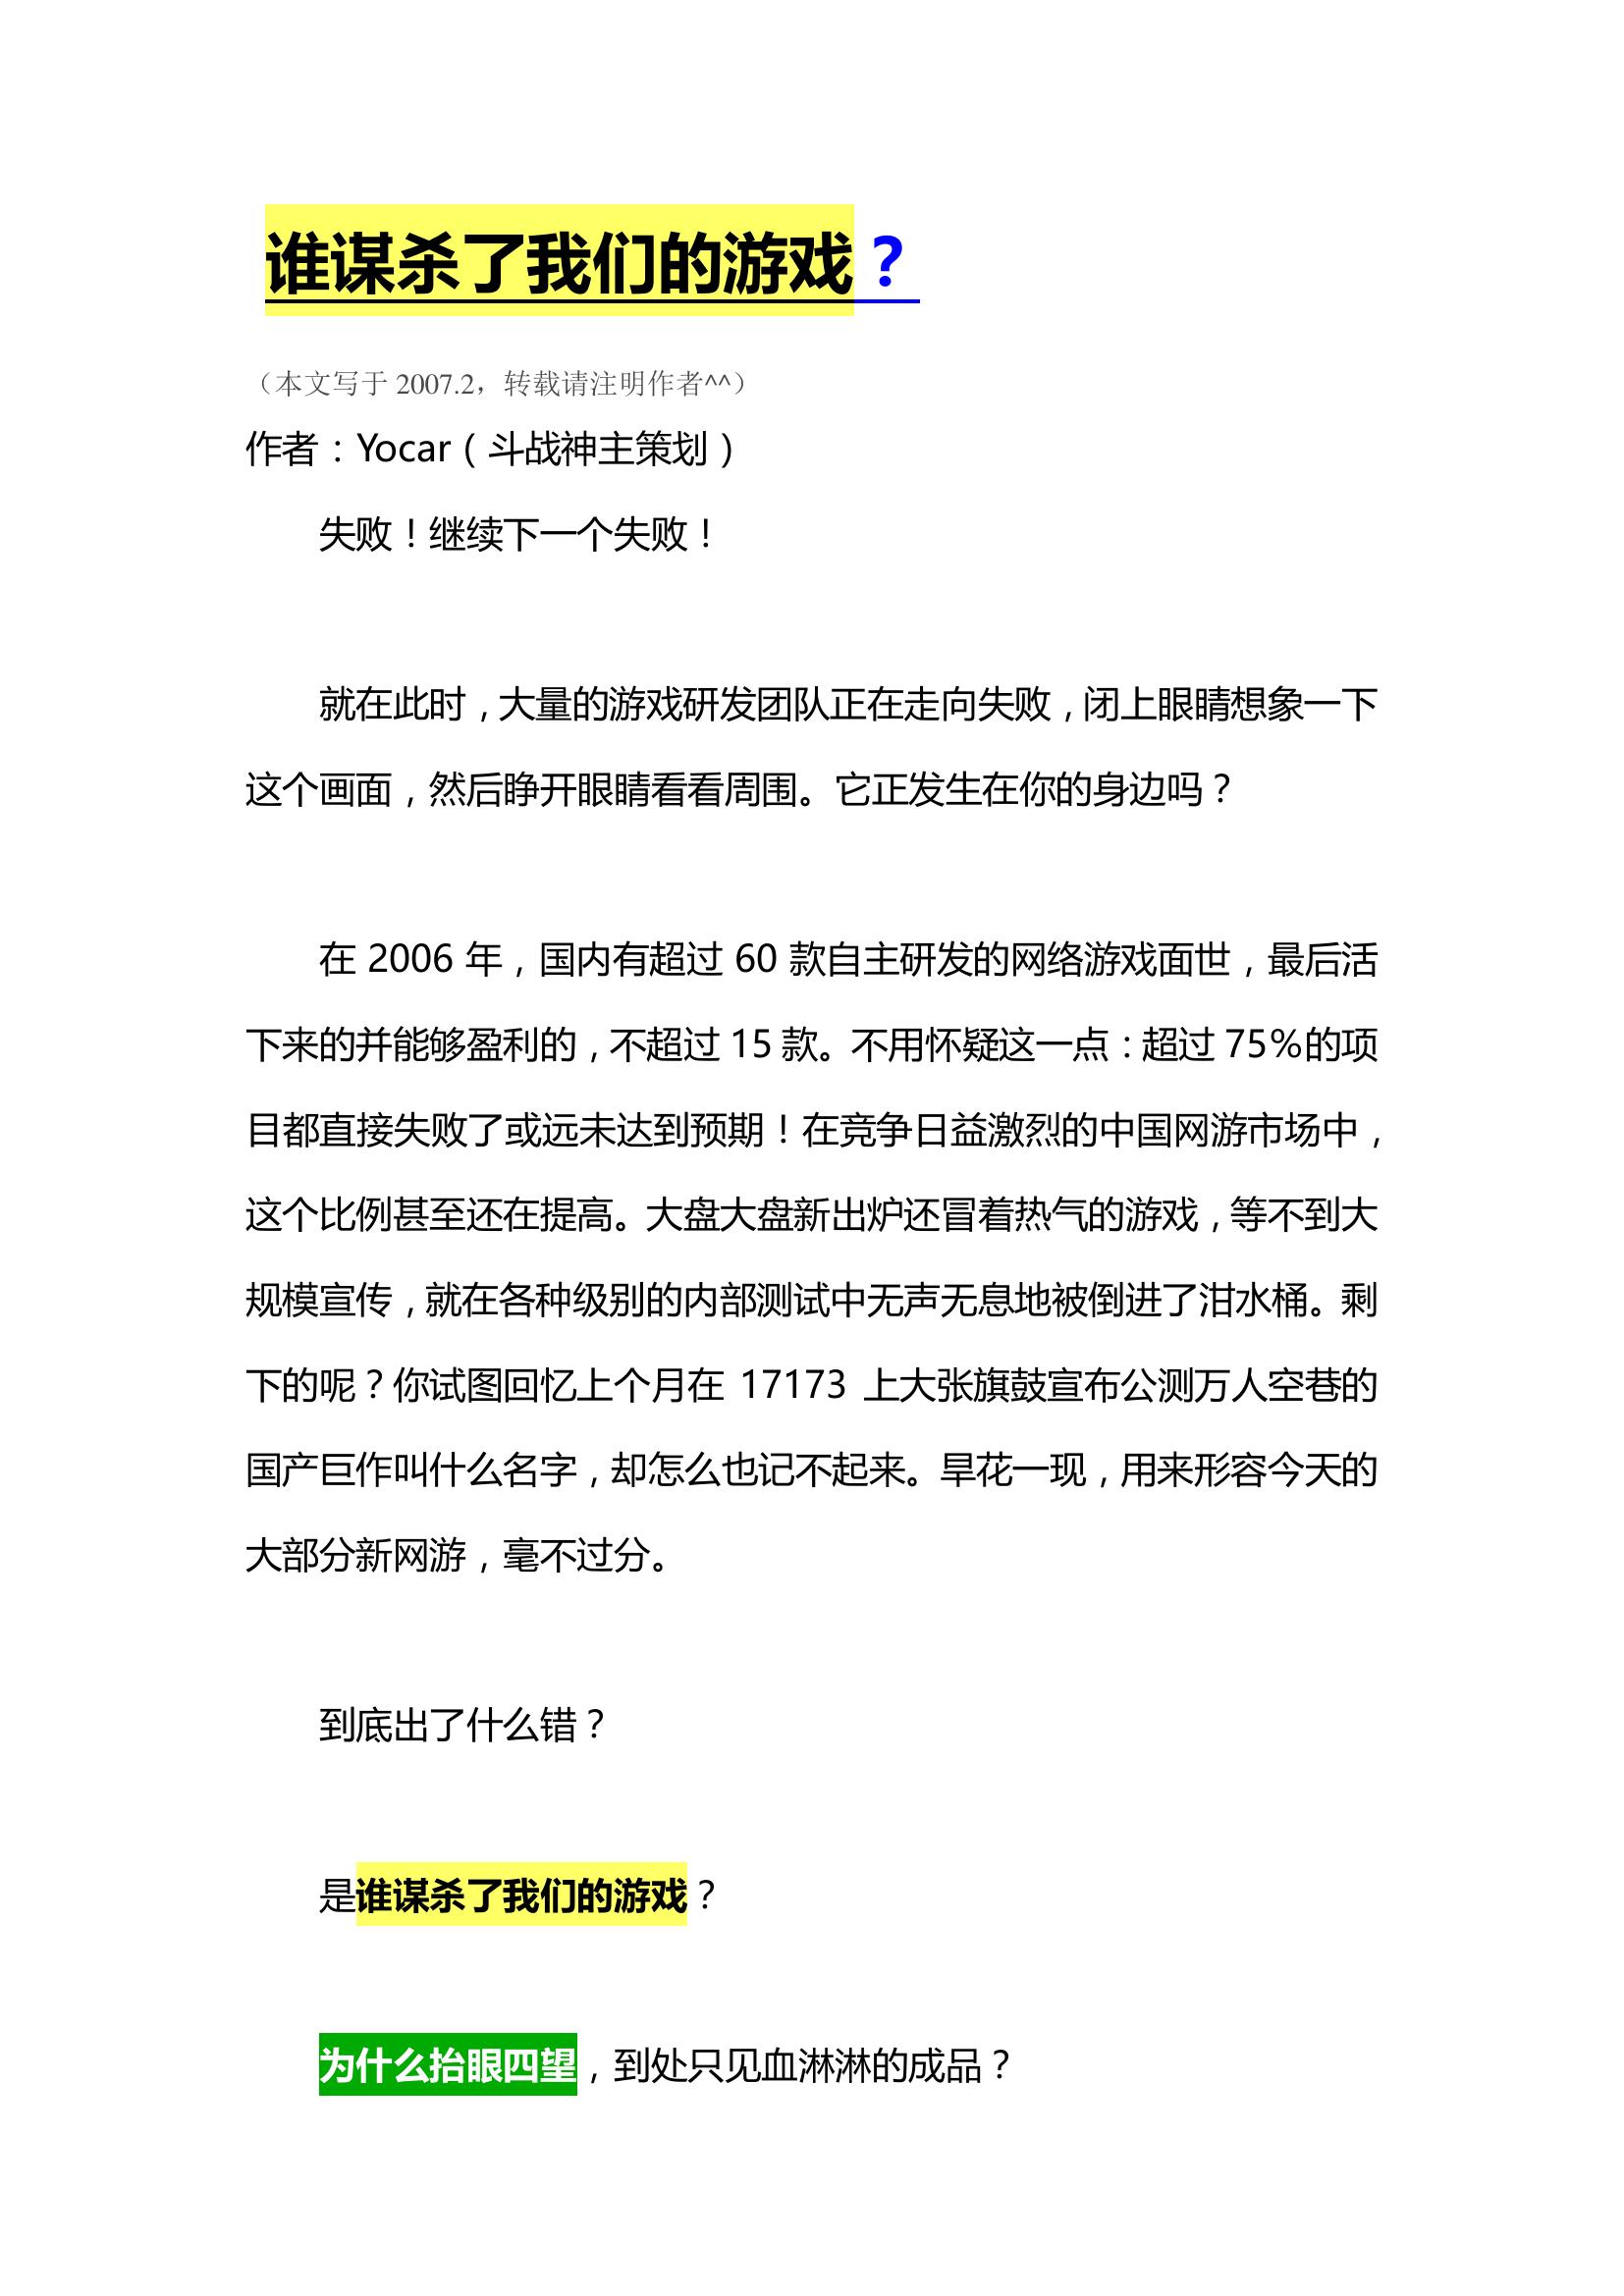 谁谋杀了我们的游戏？
（本文写于 2007.2，转载请注明作者^^）
作者：Yocar（斗战神主策划）
失败！继续下一个失败！
就在此时，大量的游戏研发团队正在走向失败，闭上眼睛想象一下
这个画面，然后睁开眼睛看看周围。它正发生在你的身边吗？
在 2006 年，国内有超过 60 款自主研发的网络游戏面世，最后活
下来的并能够盈利的，不超过 15 款。不用怀疑这一点：超过 75%的项
目都直接失败了或远未达到预期！在竞争日益激烈的中国网游市场中，
这个比例甚至还在提高。大盘大盘新出炉还冒着热气的游戏，等不到大
规模宣传，就在各种级别的内部测试中无声无息地被倒进了泔水桶。剩
下的呢？你试图回忆上个月在 17173 上大张旗鼓宣布公测万人空巷的
国产巨作叫什么名字，却怎么也记不起来。旱花一现，用来形容今天的
大部分新网游，毫不过分。
到底出了什么错？
是谁谋杀了我们的游戏？
为什么抬眼四望，到处只见血淋淋的成品？